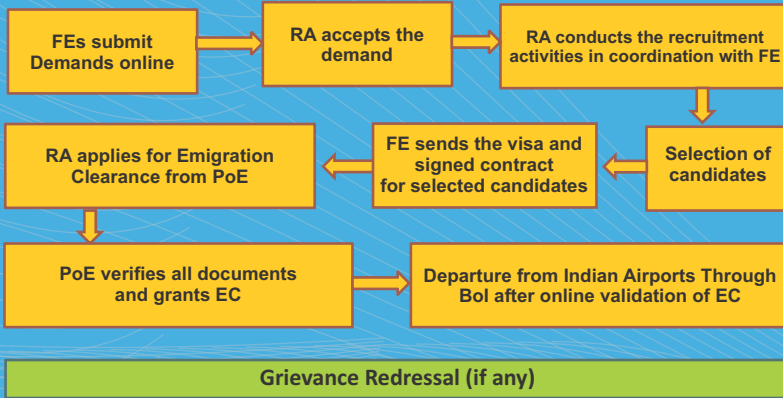 FEs submit
Demands online
RA accepts the
demand
RA conducts the recruitment
activities in coordination with FE
Selection of
candidates
FE sends the visa and
signed contract
for selected candidates
RA applies for Emigration
Clearance from PoE
PoE verifies all documents
and grants EC
Departure from Indian Airports Through
BoI after online validation of EC
Grievance Redressal (if any)